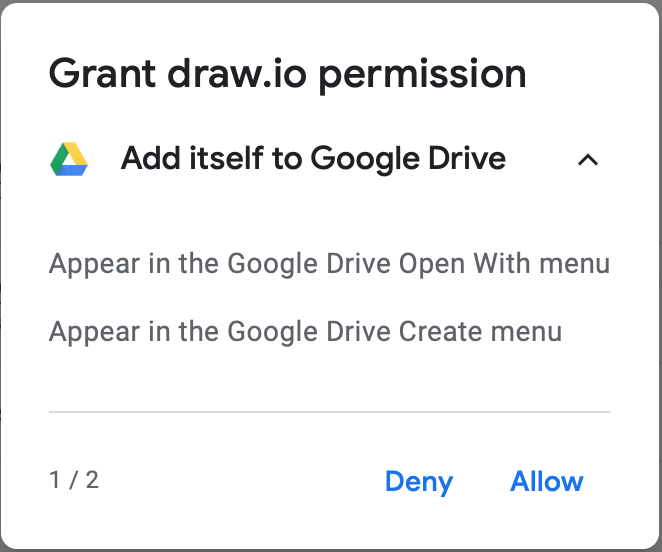 Grant draw.io permission
Add itself to Google Drive
Appear in the Google Drive Open With menu
Appear in the Google Drive Create menu
1 / 2
Deny
Allow